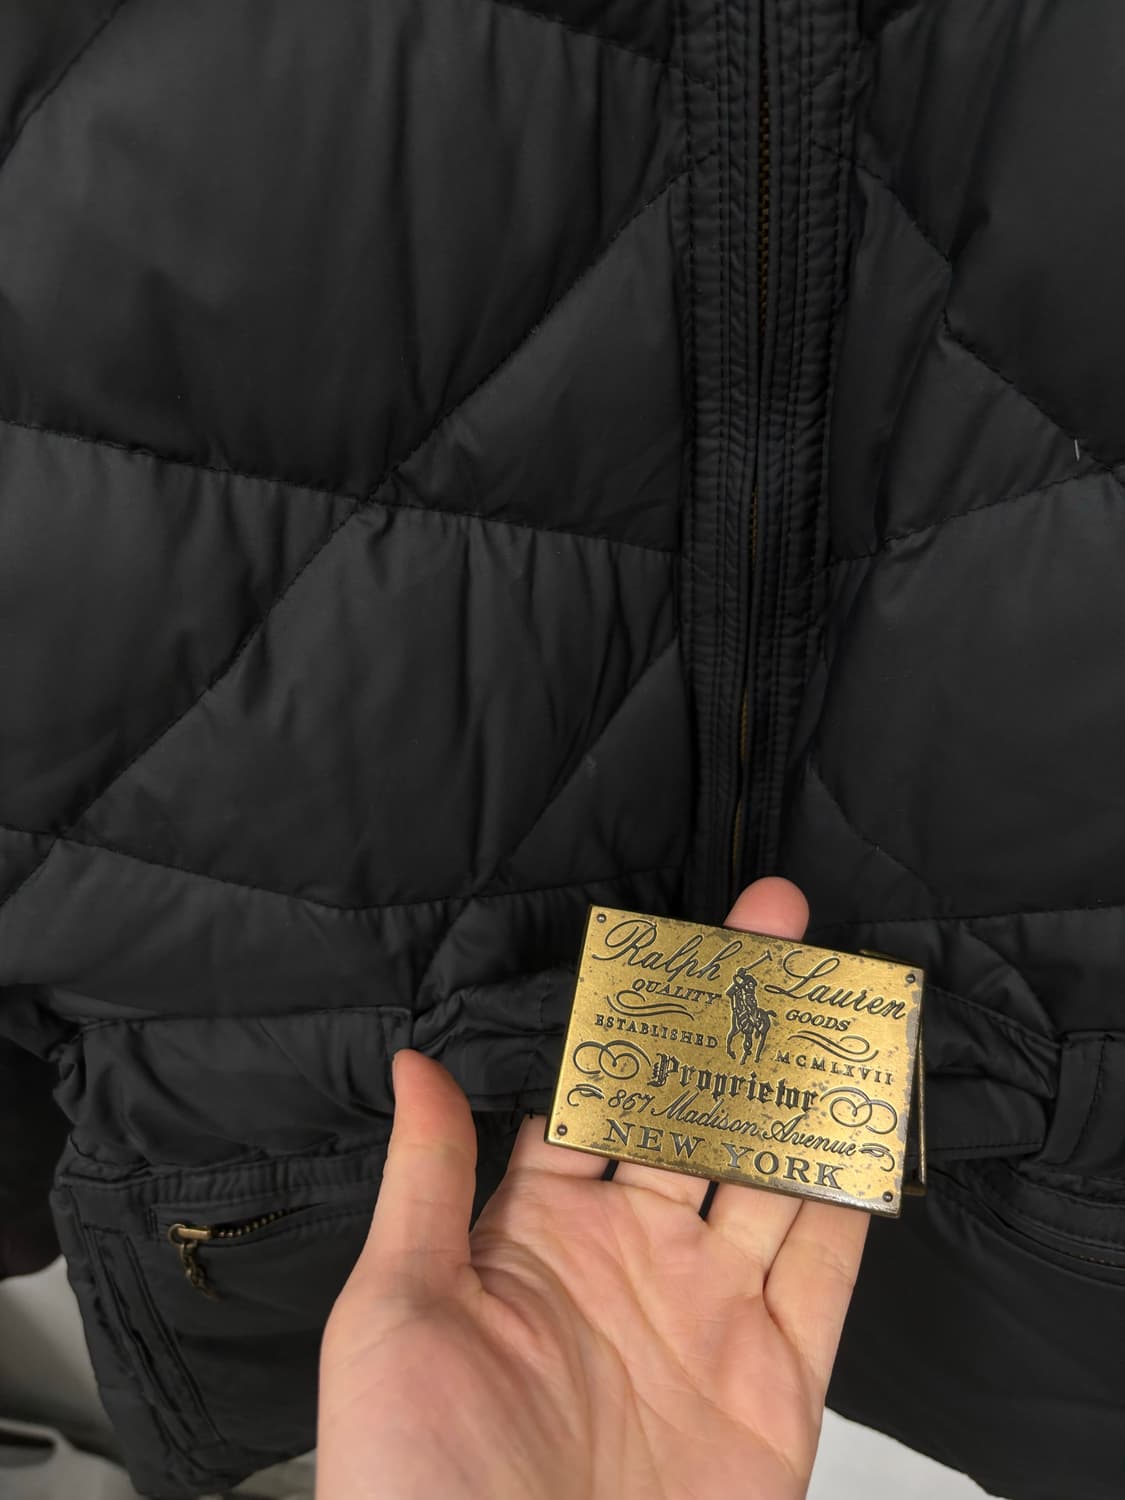 Ralph Lauren
QUALITY GOODS
ESTABLISHED MCMLXVII
Proprietor
867 Madison Avenue
NEW YORK